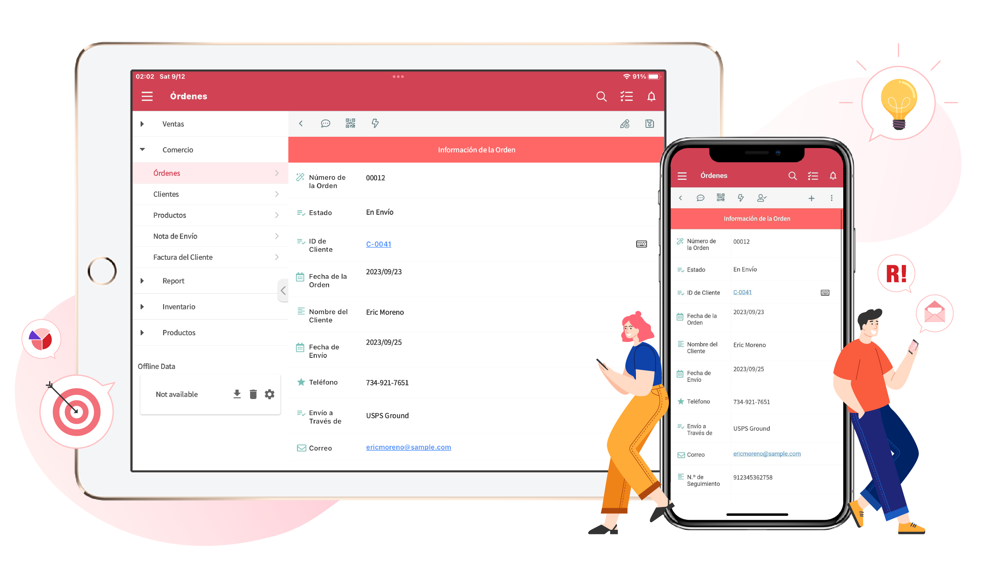 02:02 Sat 9/12
91%
Órdenes
Ventas
Comercio
Órdenes
Clientes
Productos
Nota de Envío
Factura del Cliente
Report
Inventario
Productos
Offline Data
Not available
Información de la Orden
Número de
la Orden
00012
Estado
En Envío
ID de
Cliente
C-0041
Fecha de la
Orden
2023/09/23
Nombre del
Cliente
Eric Moreno
Fecha de
Envío
2023/09/25
Teléfono
734-921-7651
Envío a
Través de
USPS Ground
Correo
ericmoreno@sample.com
Órdenes
Información de la Orden
Número de
la Orden
00012
Estado
En Envío
ID de Cliente
C-0041
Fecha de la
Orden
2023/09/23
Nombre del
Cliente
Eric Moreno
Fecha de
Envío
2023/09/25
Teléfono
734-921-7651
Envío a
Través de
USPS Ground
Correo
ericmoreno@sample.com
N.º de
Seguimiento
912345362758
R!